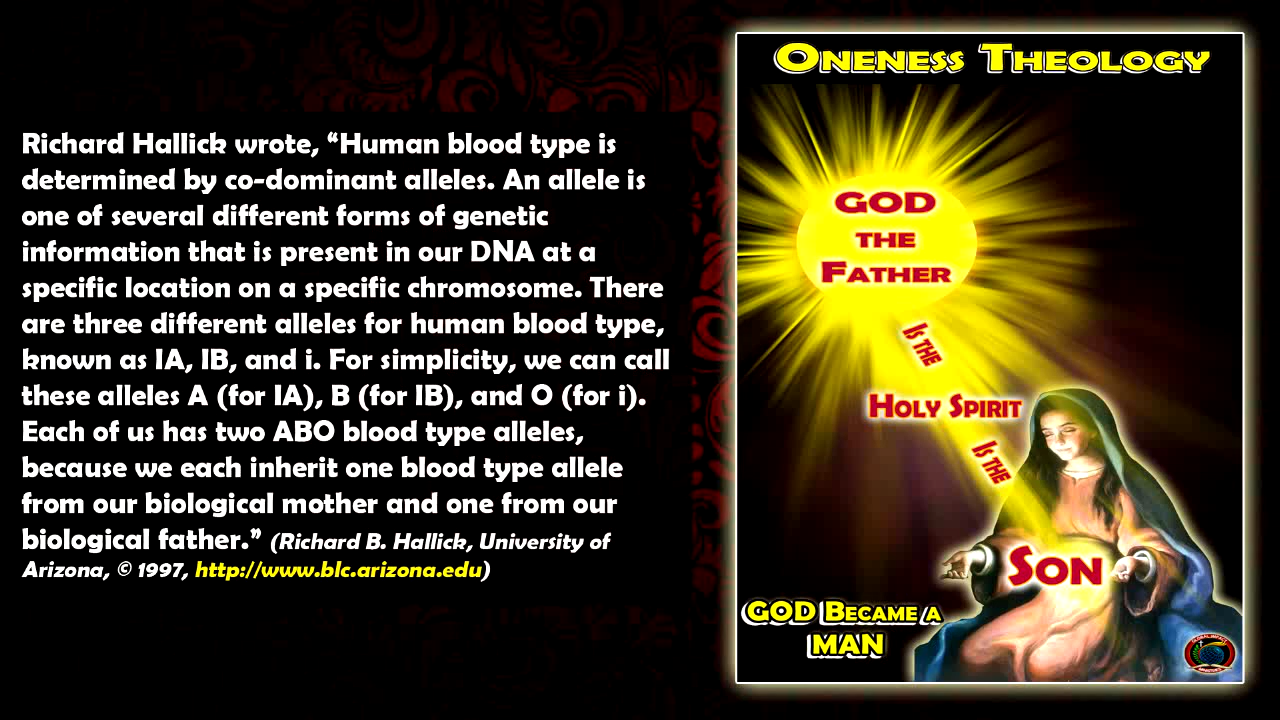 Richard Hallick wrote, “Human blood type is
determined by co-dominant alleles. An allele is
one of several different forms of genetic
information that is present in our DNA at a
specific location on a specific chromosome. There
are three different alleles for human blood type,
known as IA, IB, and i. For simplicity, we can call
these alleles A (for IA), B (for IB), and O (for i).
Each of us has two ABO blood type alleles,
because we each inherit one blood type allele
from our biological mother and one from our
biological father.” (Richard B. Hallick, University of
Arizona, © 1997, http://www.blc.arizona.edu)
Oneness Theology
GOD
THE
FATHER
IS THE
HOLY SPIRIT
IS THE
SON
GOD BECAME A
MAN